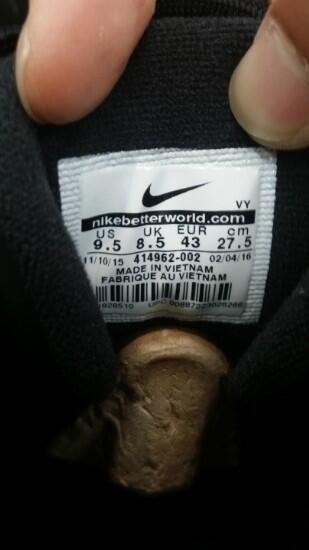 VY
nikebetterworld.com
US UK EUR cm
9.5 8.5 43 27.5
11/10/15 414962-002 02/04/16
MADE IN VIETNAM
FABRIQUE AU VIETNAM
UPC